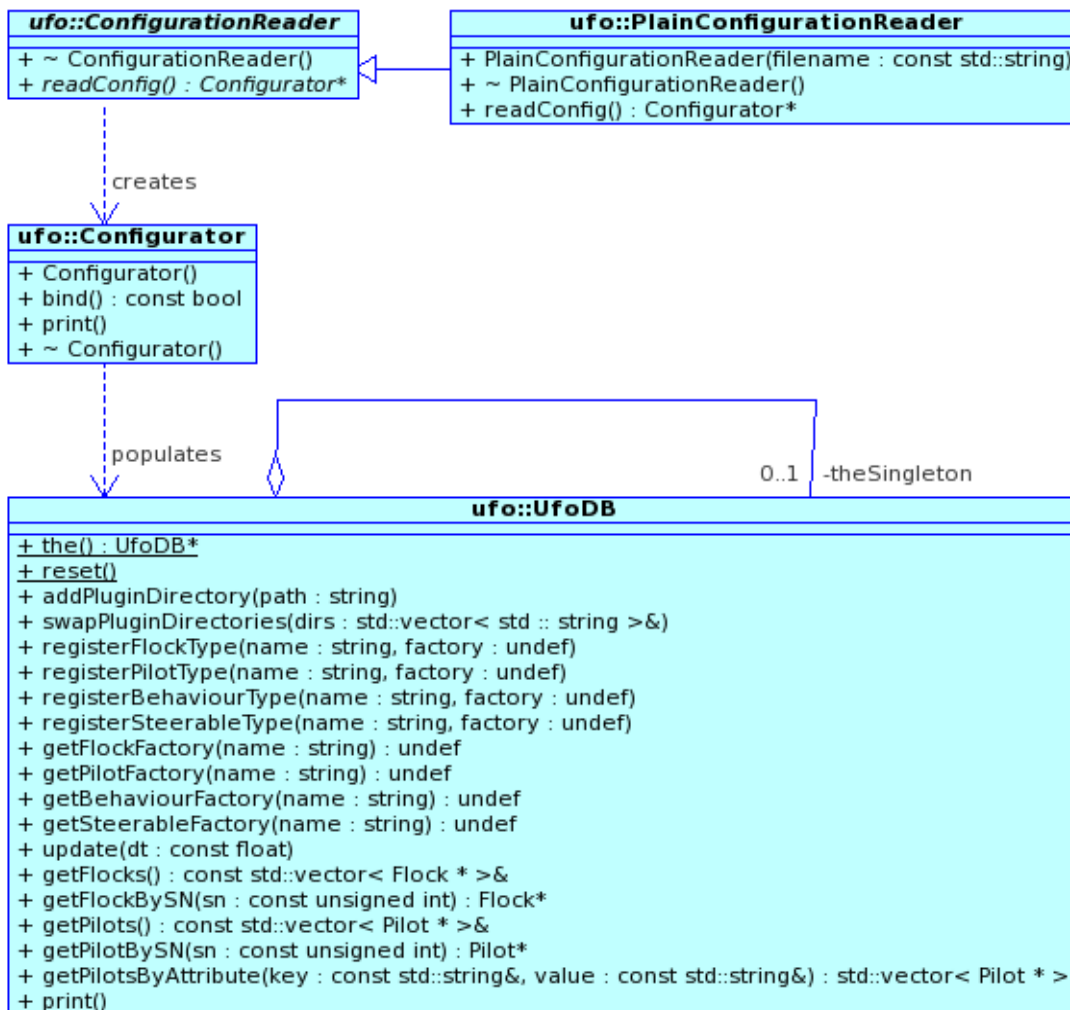 ufo::ConfigurationReader
+ ~ ConfigurationReader()
+ readConfig() : Configurator*
ufo::PlainConfigurationReader
+ PlainConfigurationReader(filename : const std::string)
+ ~ PlainConfigurationReader()
+ readConfig() : Configurator*
creates
ufo::Configurator
+ Configurator()
+ bind() : const bool
+ print()
+ ~ Configurator()
populates
0..1 -theSingleton
ufo::UfoDB
+ the() : UfoDB*
+ reset()
+ addPluginDirectory(path : string)
+ swapPluginDirectories(dirs : std::vector< std :: string >&)
+ registerFlockType(name : string, factory : undef)
+ registerPilotType(name : string, factory : undef)
+ registerBehaviourType(name : string, factory : undef)
+ registerSteerableType(name : string, factory : undef)
+ getFlockFactory(name : string) : undef
+ getPilotFactory(name : string) : undef
+ getBehaviourFactory(name : string) : undef
+ getSteerableFactory(name : string) : undef
+ update(dt : const float)
+ getFlocks() : const std::vector< Flock * >&
+ getFlockBySN(sn : const unsigned int) : Flock*
+ getPilots() : const std::vector< Pilot * >&
+ getPilotBySN(sn : const unsigned int) : Pilot*
+ getPilotsByAttribute(key : const std::string&, value : const std::string&) : std::vector< Pilot * >
+ print()